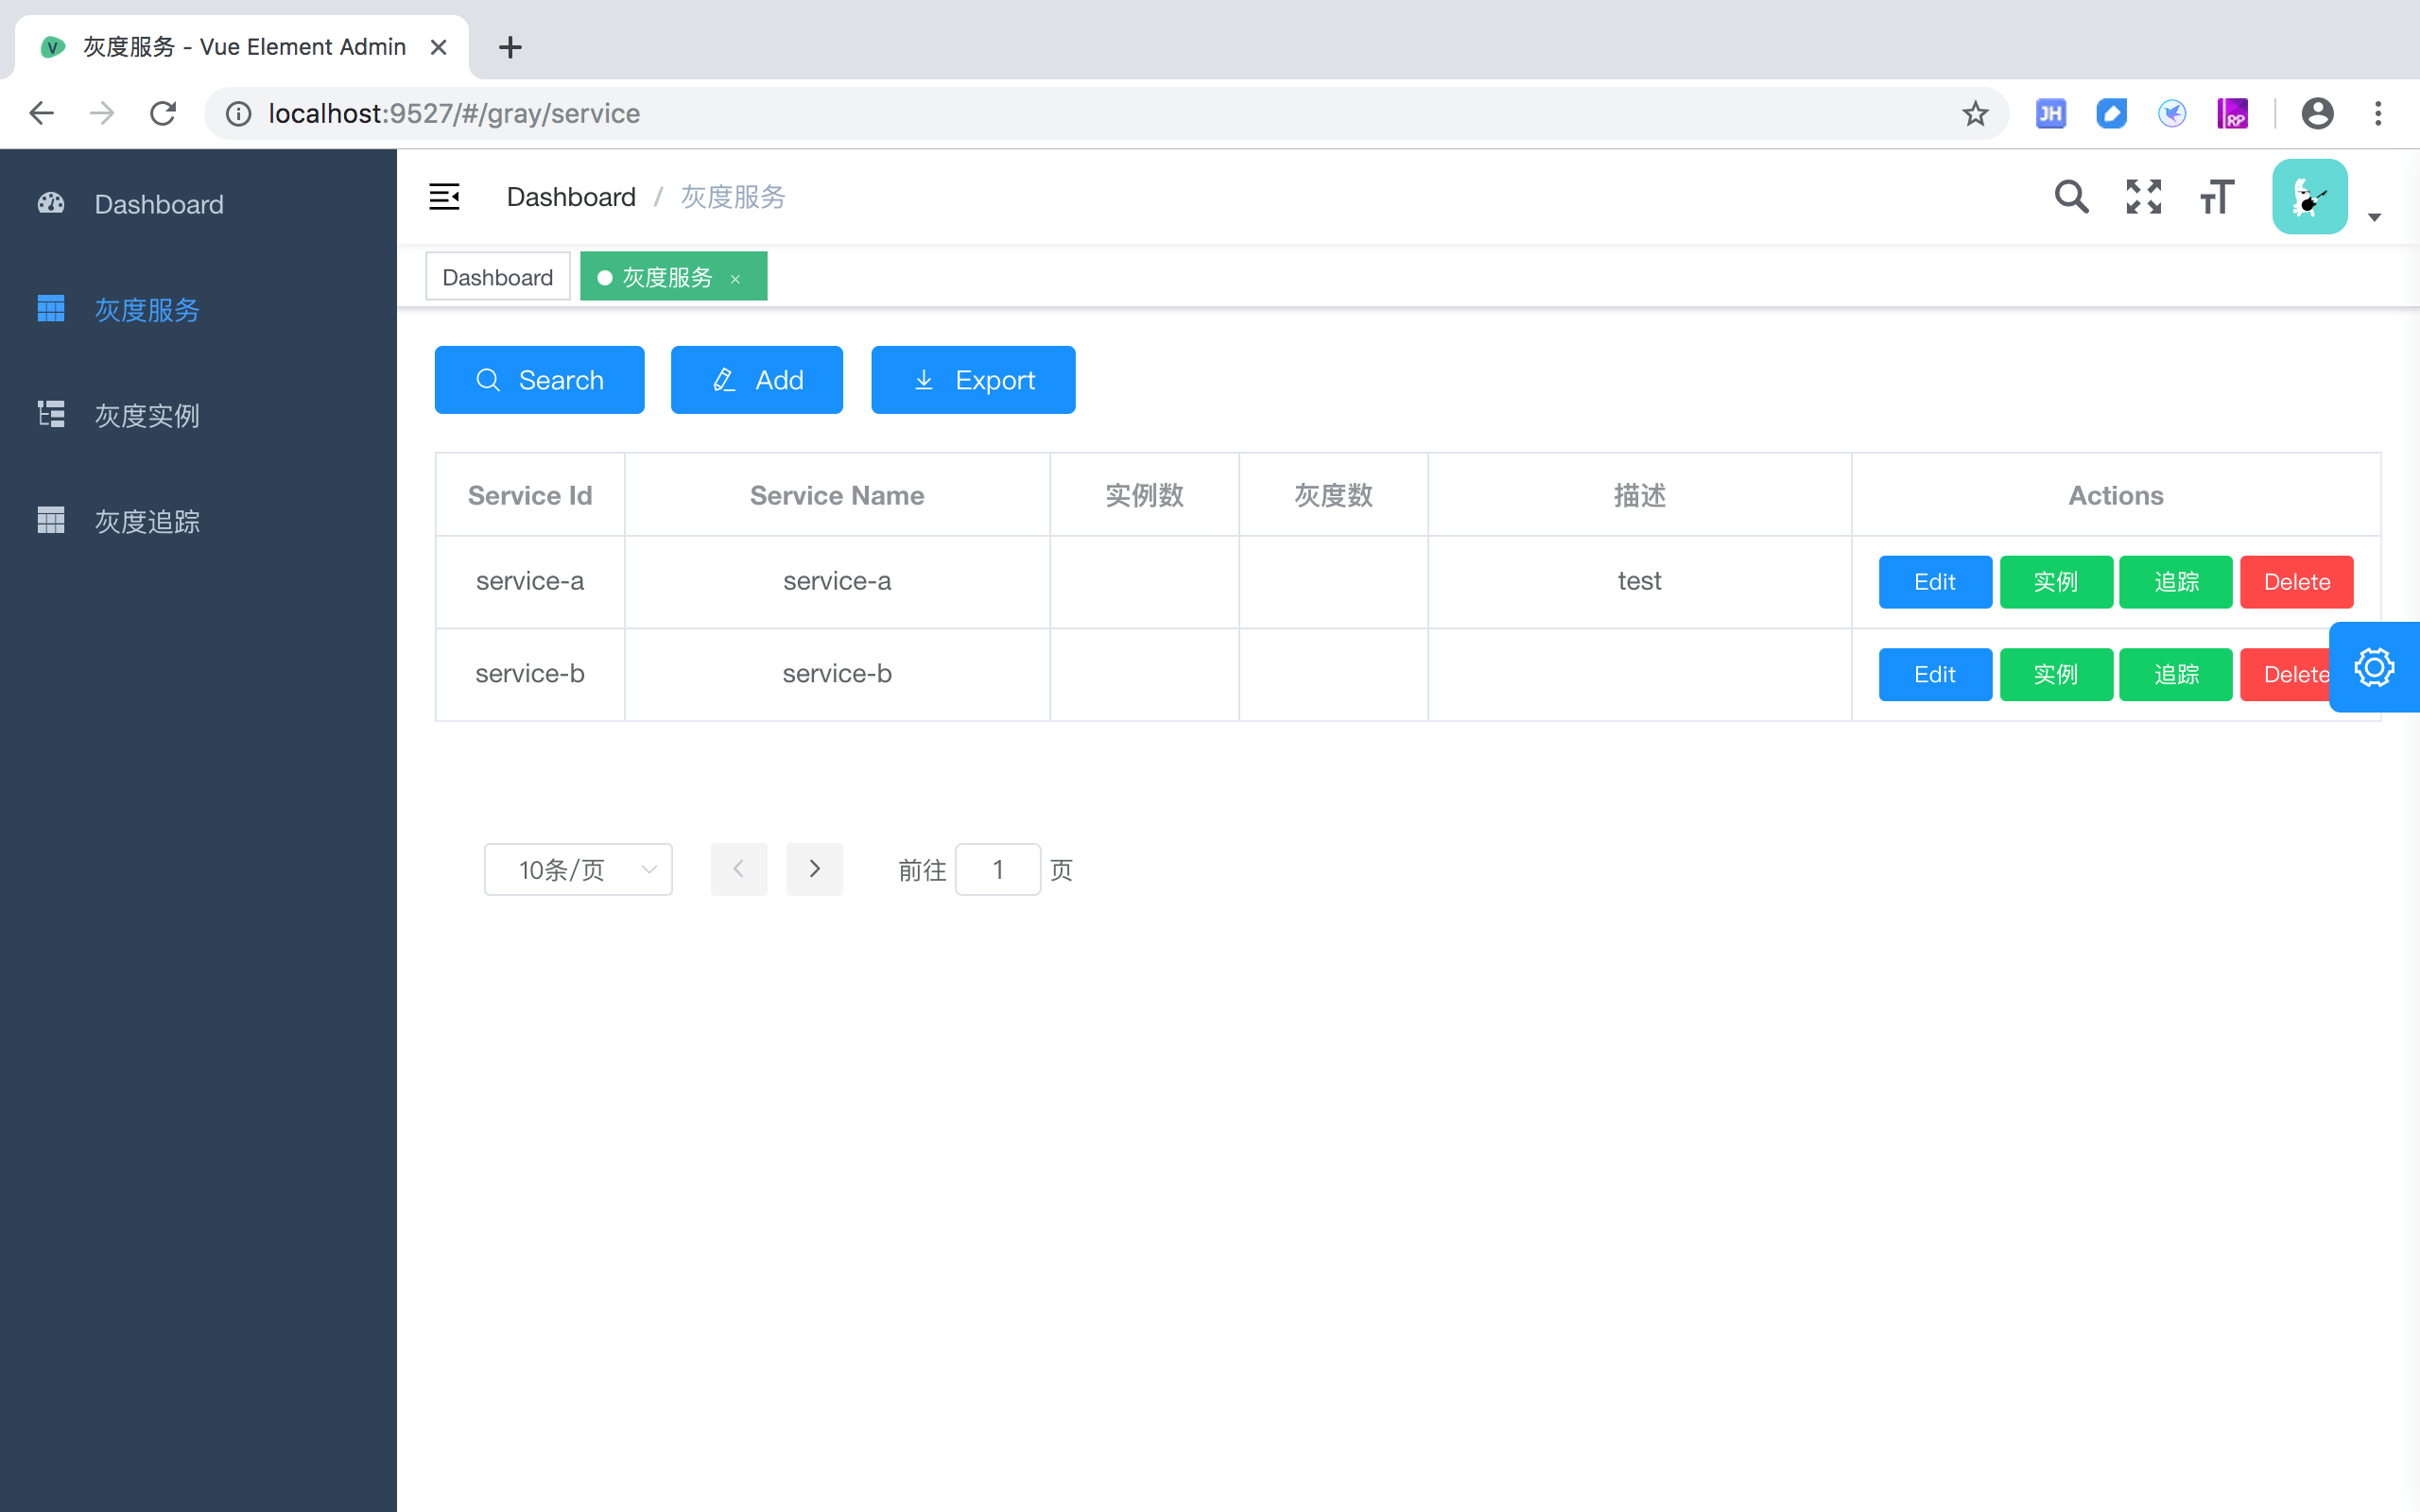 灰度服务 - Vue Element Admin
localhost:9527/#/gray/service
JH
RP
Dashboard
灰度服务
灰度实例
灰度追踪
Dashboard / 灰度服务
Dashboard
灰度服务
Search
Add
Export
Service Id Service Name 实例数 灰度数 描述 Actions
service-a service-a test Edit 实例 追踪 Delete
service-b service-b Edit 实例 追踪 Delete
10条/页
前往 1 页